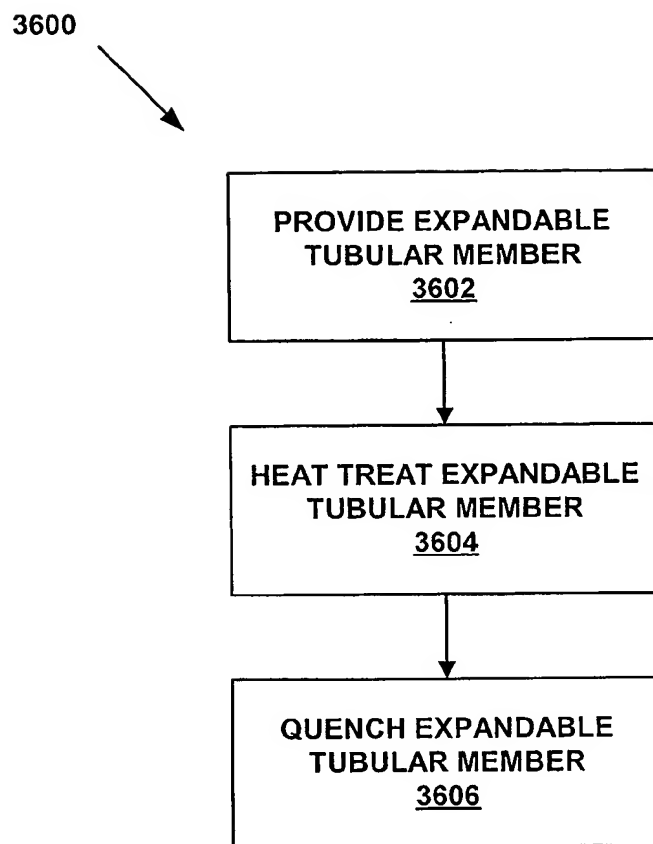 3600
PROVIDE EXPANDABLE
TUBULAR MEMBER
3602
HEAT TREAT EXPANDABLE
TUBULAR MEMBER
3604
QUENCH EXPANDABLE
TUBULAR MEMBER
3606